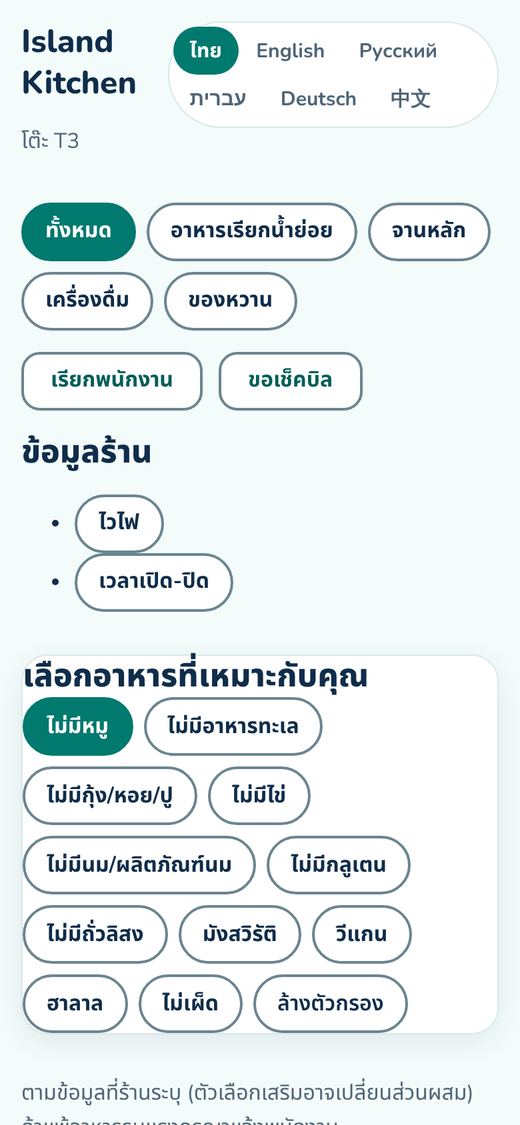 Island
Kitchen
ไทย English Русский
עברית Deutsch 中文
โต๊ะ T3
ทั้งหมด อาหารเรียกน้ำย่อย จานหลัก
เครื่องดื่ม ของหวาน
เรียกพนักงาน ขอเช็คบิล
ข้อมูลร้าน
• ไวไฟ
• เวลาเปิด-ปิด
เลือกอาหารที่เหมาะกับคุณ
ไม่มีหมู ไม่มีอาหารทะเล
ไม่มีกุ้ง/หอย/ปู ไม่มีไข่
ไม่มีนม/ผลิตภัณฑ์นม ไม่มีกลูเตน
ไม่มีถั่วลิสง มังสวิรัติ วีแกน
ฮาลาล ไม่เผ็ด ล้างตัวกรอง
ตามข้อมูลที่ร้านระบุ (ตัวเลือกเสริมอาจเปลี่ยนส่วนผสม)